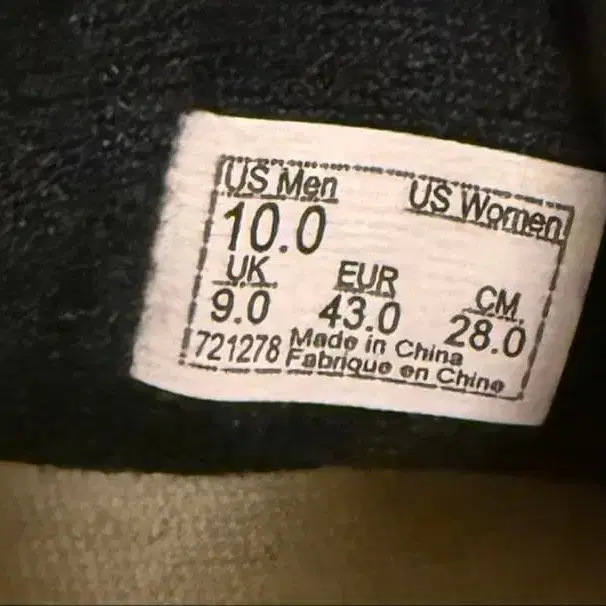 US Men US Women
10.0
UK EUR CM
9.0 43.0 28.0
721278 Made in China
Fabrique en Chine